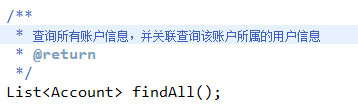 /**
* 查询所有账户信息，并关联查询该账户所属的用户信息
* @return
*/
List<Account> findAll();